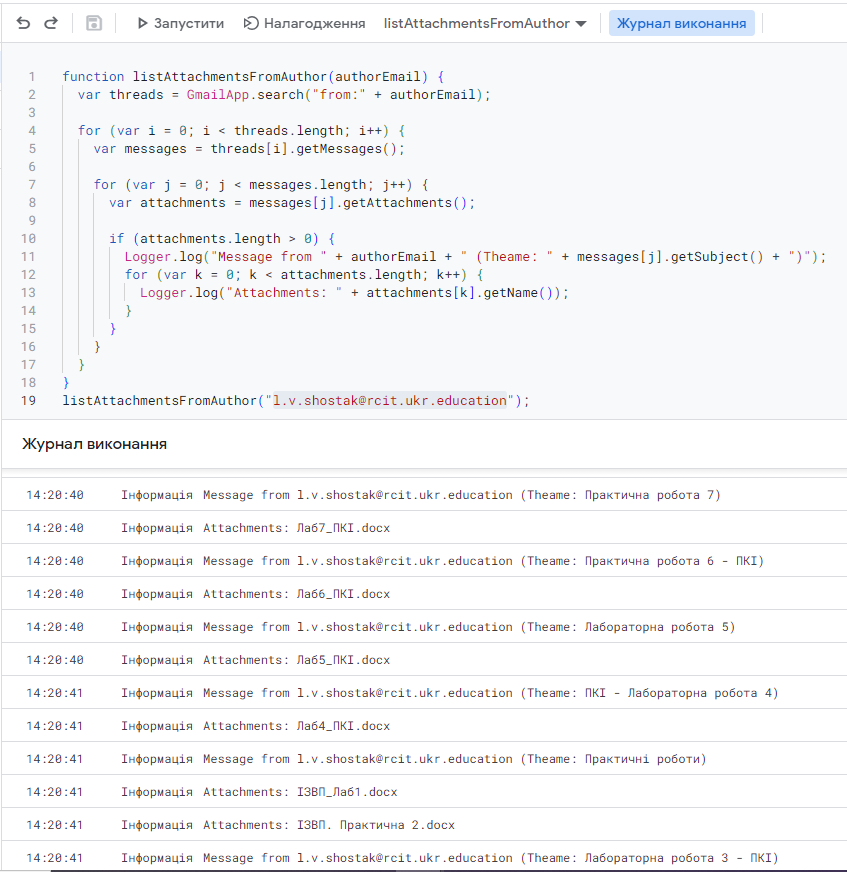 Запустити Налагодження listAttachmentsFromAuthor Журнал виконання
1 function listAttachmentsFromAuthor(authorEmail) {
2 var threads = GmailApp.search("from:" + authorEmail);
3
4 for (var i = 0; i < threads.length; i++) {
5 var messages = threads[i].getMessages();
6
7 for (var j = 0; j < messages.length; j++) {
8 var attachments = messages[j].getAttachments();
9
10 if (attachments.length > 0) {
11 Logger.log("Message from " + authorEmail + " (Theame: " + messages[j].getSubject() + ")");
12 for (var k = 0; k < attachments.length; k++) {
13 Logger.log("Attachments: " + attachments[k].getName());
14 }
15 }
16 }
17 }
18 }
19 listAttachmentsFromAuthor("l.v.shostak@rcit.ukr.education");
Журнал виконання
14:20:40 Інформація Message from l.v.shostak@rcit.ukr.education (Theame: Практична робота 7)
14:20:40 Інформація Attachments: Лаб7_ПКІ.docx
14:20:40 Інформація Message from l.v.shostak@rcit.ukr.education (Theame: Практична робота 6 - ПКІ)
14:20:40 Інформація Attachments: Лаб6_ПКІ.docx
14:20:40 Інформація Message from l.v.shostak@rcit.ukr.education (Theame: Лабораторна робота 5)
14:20:40 Інформація Attachments: Лаб5_ПКІ.docx
14:20:41 Інформація Message from l.v.shostak@rcit.ukr.education (Theame: ПКІ - Лабораторна робота 4)
14:20:41 Інформація Attachments: Лаб4_ПКІ.docx
14:20:41 Інформація Message from l.v.shostak@rcit.ukr.education (Theame: Практичні роботи)
14:20:41 Інформація Attachments: ІЗВП_Лаб1.docx
14:20:41 Інформація Attachments: ІЗВП. Практична 2.docx
14:20:41 Інформація Message from l.v.shostak@rcit.ukr.education (Theame: Лабораторна робота 3 - ПКІ)